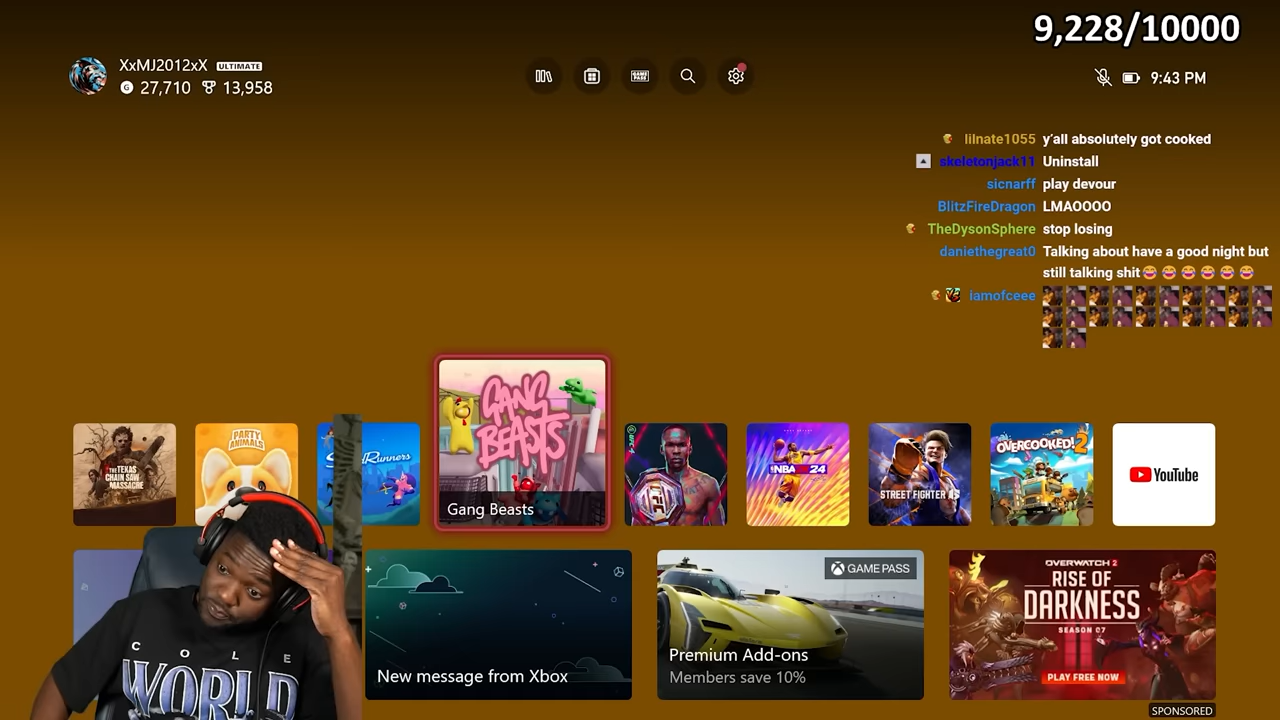 9,228/10000
XxMJ2012xX ULTIMATE
G 27,710 13,958
GAME PASS
9:43 PM
lilnate1055 y'all absolutely got cooked
skeletonjack11 Uninstall
sicnarff play devour
BlitzFireDragon LMAOOOO
TheDysonSphere stop losing
daniethegreat0 Talking about have a good night but
still talking shit😂😂😂😂😂😂
iamofceee
THE TEXAS
CHAIN SAW
MASSACRE
PARTY
ANIMALS
Runners
GANG
BEASTS
Gang Beasts
NBA 24
STREET FIGHTER
OVERCOOKED! 2
YouTube
COLE
WORLD
New message from Xbox
GAME PASS
Premium Add-ons
Members save 10%
OVERWATCH 2
RISE OF
DARKNESS
SEASON 07
PLAY FREE NOW
SPONSORED